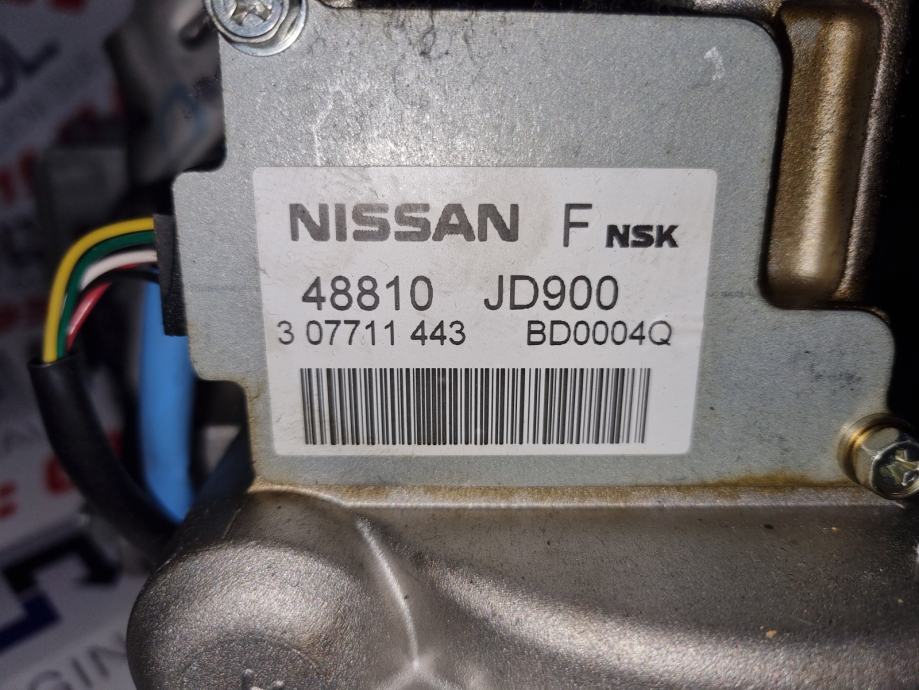 NISSAN F NSK
48810 JD900
3 07711 443 BD0004Q